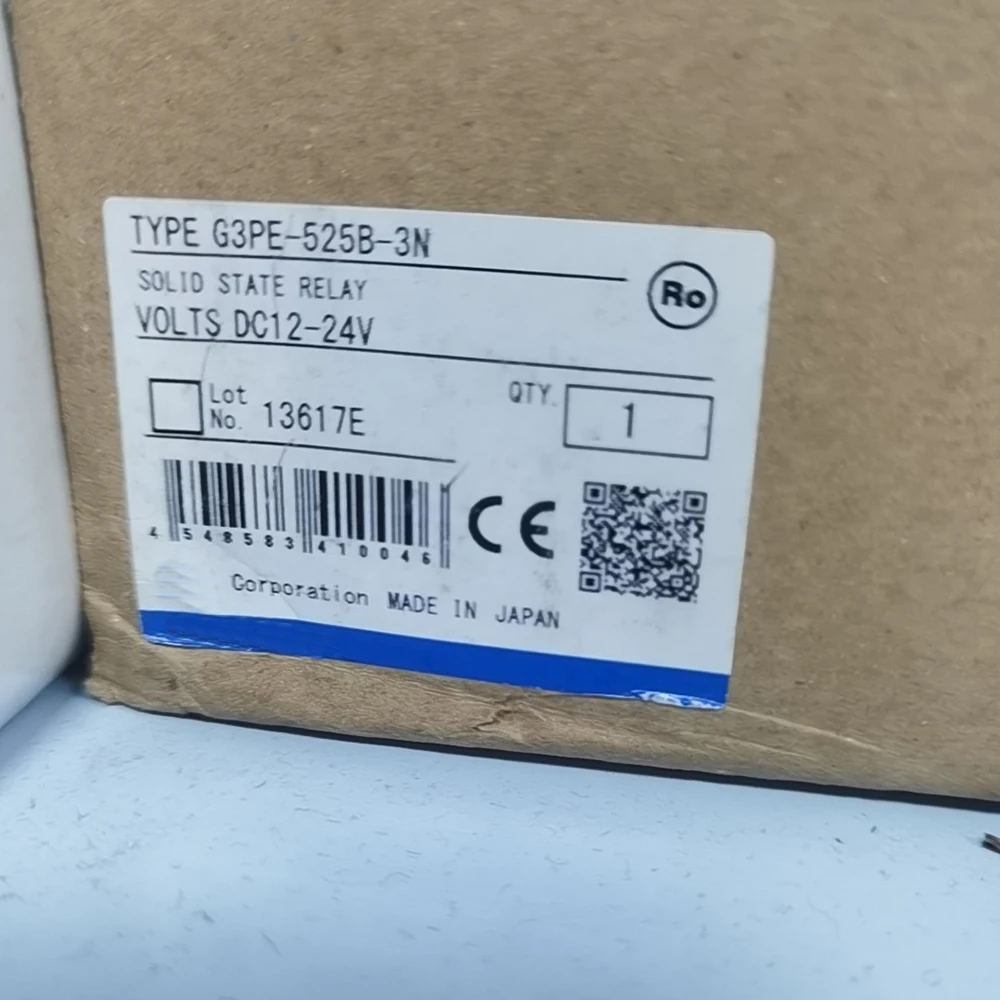 TYPE G3PE-525B-3N
SOLID STATE RELAY
VOLTS DC12-24V
Ro
Lot
No. 13617E
QTY. 1
4 548583 410046
CE
Corporation MADE IN JAPAN